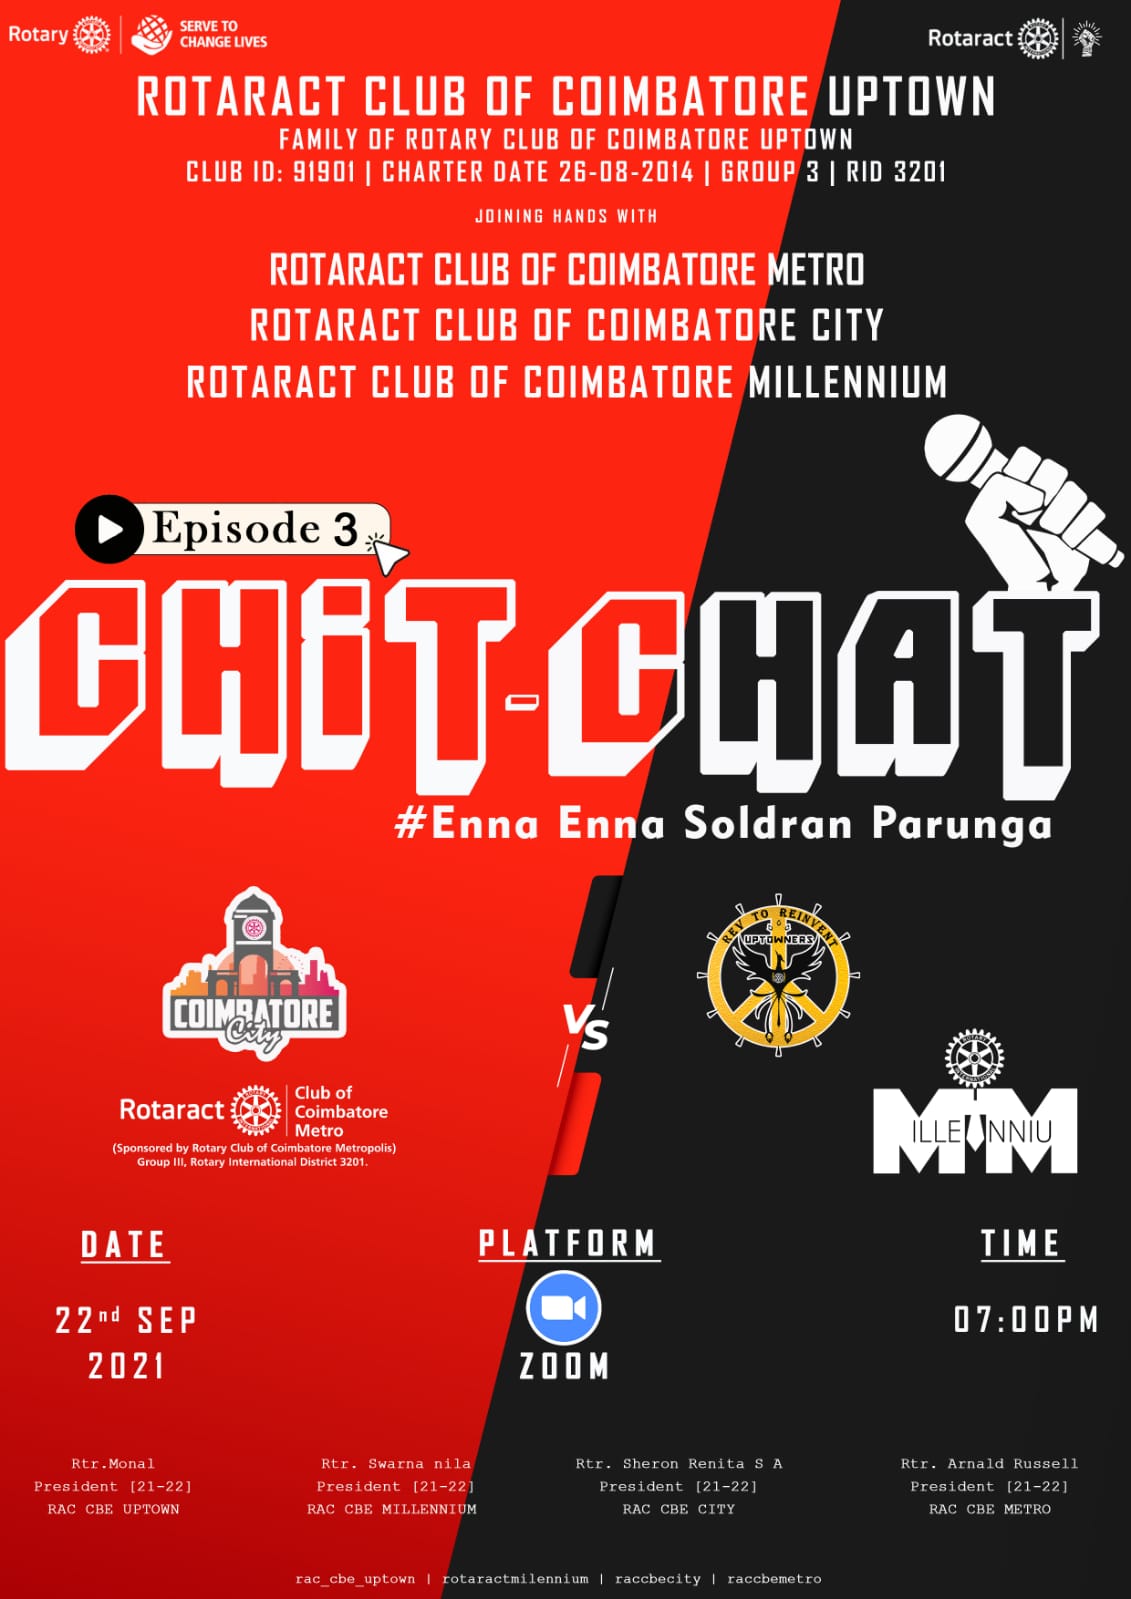 Rotary
SERVE TO
CHANGE LIVES
Rotaract
ROTARACT CLUB OF COIMBATORE UPTOWN
FAMILY OF ROTARY CLUB OF COIMBATORE UPTOWN
CLUB ID: 91901 | CHARTER DATE 26-08-2014 | GROUP 3 | RID 3201
JOINING HANDS WITH
ROTARACT CLUB OF COIMBATORE METRO
ROTARACT CLUB OF COIMBATORE CITY
ROTARACT CLUB OF COIMBATORE MILLENNIUM
Episode 3
CHiT-CHAT
#Enna Enna Soldran Parunga
COIMBATORE
City
VS
REV TO REINVENT
UPTOWNERS
Rotaract
Club of
Coimbatore
Metro
(Sponsored by Rotary Club of Coimbatore Metropolis)
Group III, Rotary International District 3201.
MILLENNIUM
DATE
22nd SEP
2021
PLATFORM
ZOOM
TIME
07:00PM
Rtr.Monal
President [21-22]
RAC CBE UPTOWN
Rtr. Swarna nila
President [21-22]
RAC CBE MILLENNIUM
Rtr. Sheron Renita S A
President [21-22]
RAC CBE CITY
Rtr. Arnald Russell
President [21-22]
RAC CBE METRO
rac_cbe_uptown | rotaractmilennium | raccbecity | raccbemetro